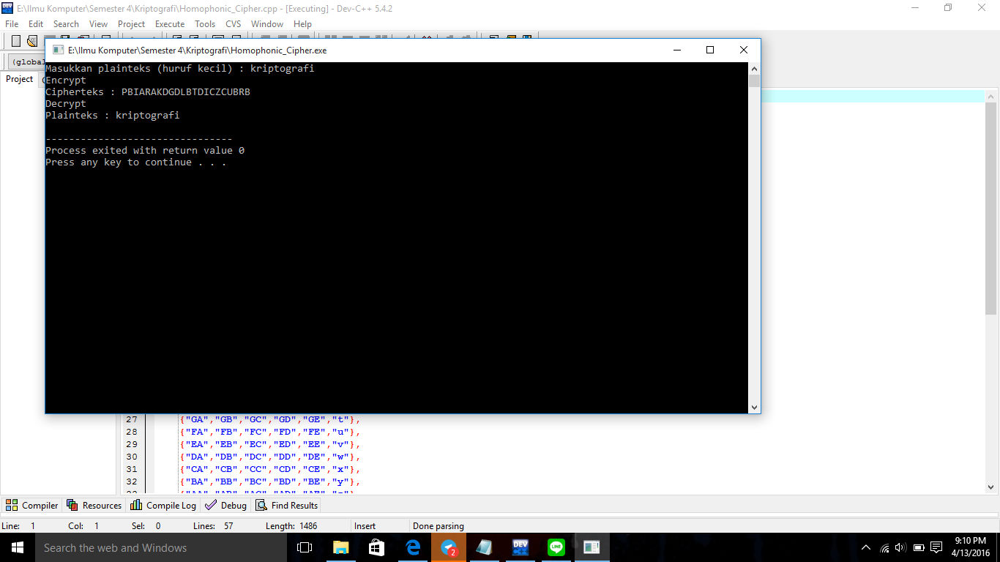 E:\Ilmu Komputer\Semester 4\Kriptografi\Homophonic_Cipher.cpp - [Executing] - Dev-C++ 5.4.2
File Edit Search View Project Execute Tools CVS Window Help
E:\Ilmu Komputer\Semester 4\Kriptografi\Homophonic_Cipher.exe
(global
Project
Masukkan plainteks (huruf kecil) : kriptografi
Encrypt
Cipherteks : PBIARAKDGDLBTDICZCUBRB
Decrypt
Plainteks : kriptografi
--------------------------------
Process exited with return value 0
Press any key to continue . . .
27 {"GA","GB","GC","GD","GE","t"},
28 {"FA","FB","FC","FD","FE","u"},
29 {"EA","EB","EC","ED","EE","v"},
30 {"DA","DB","DC","DD","DE","w"},
31 {"CA","CB","CC","CD","CE","x"},
32 {"BA","BB","BC","BD","BE","y"},
Compiler Resources Compile Log Debug Find Results
Line: 1 Col: 1 Sel: 0 Lines: 57 Length: 1486 Insert Done parsing
Search the web and Windows
2
DEV
LINE
9:10 PM
4/13/2016